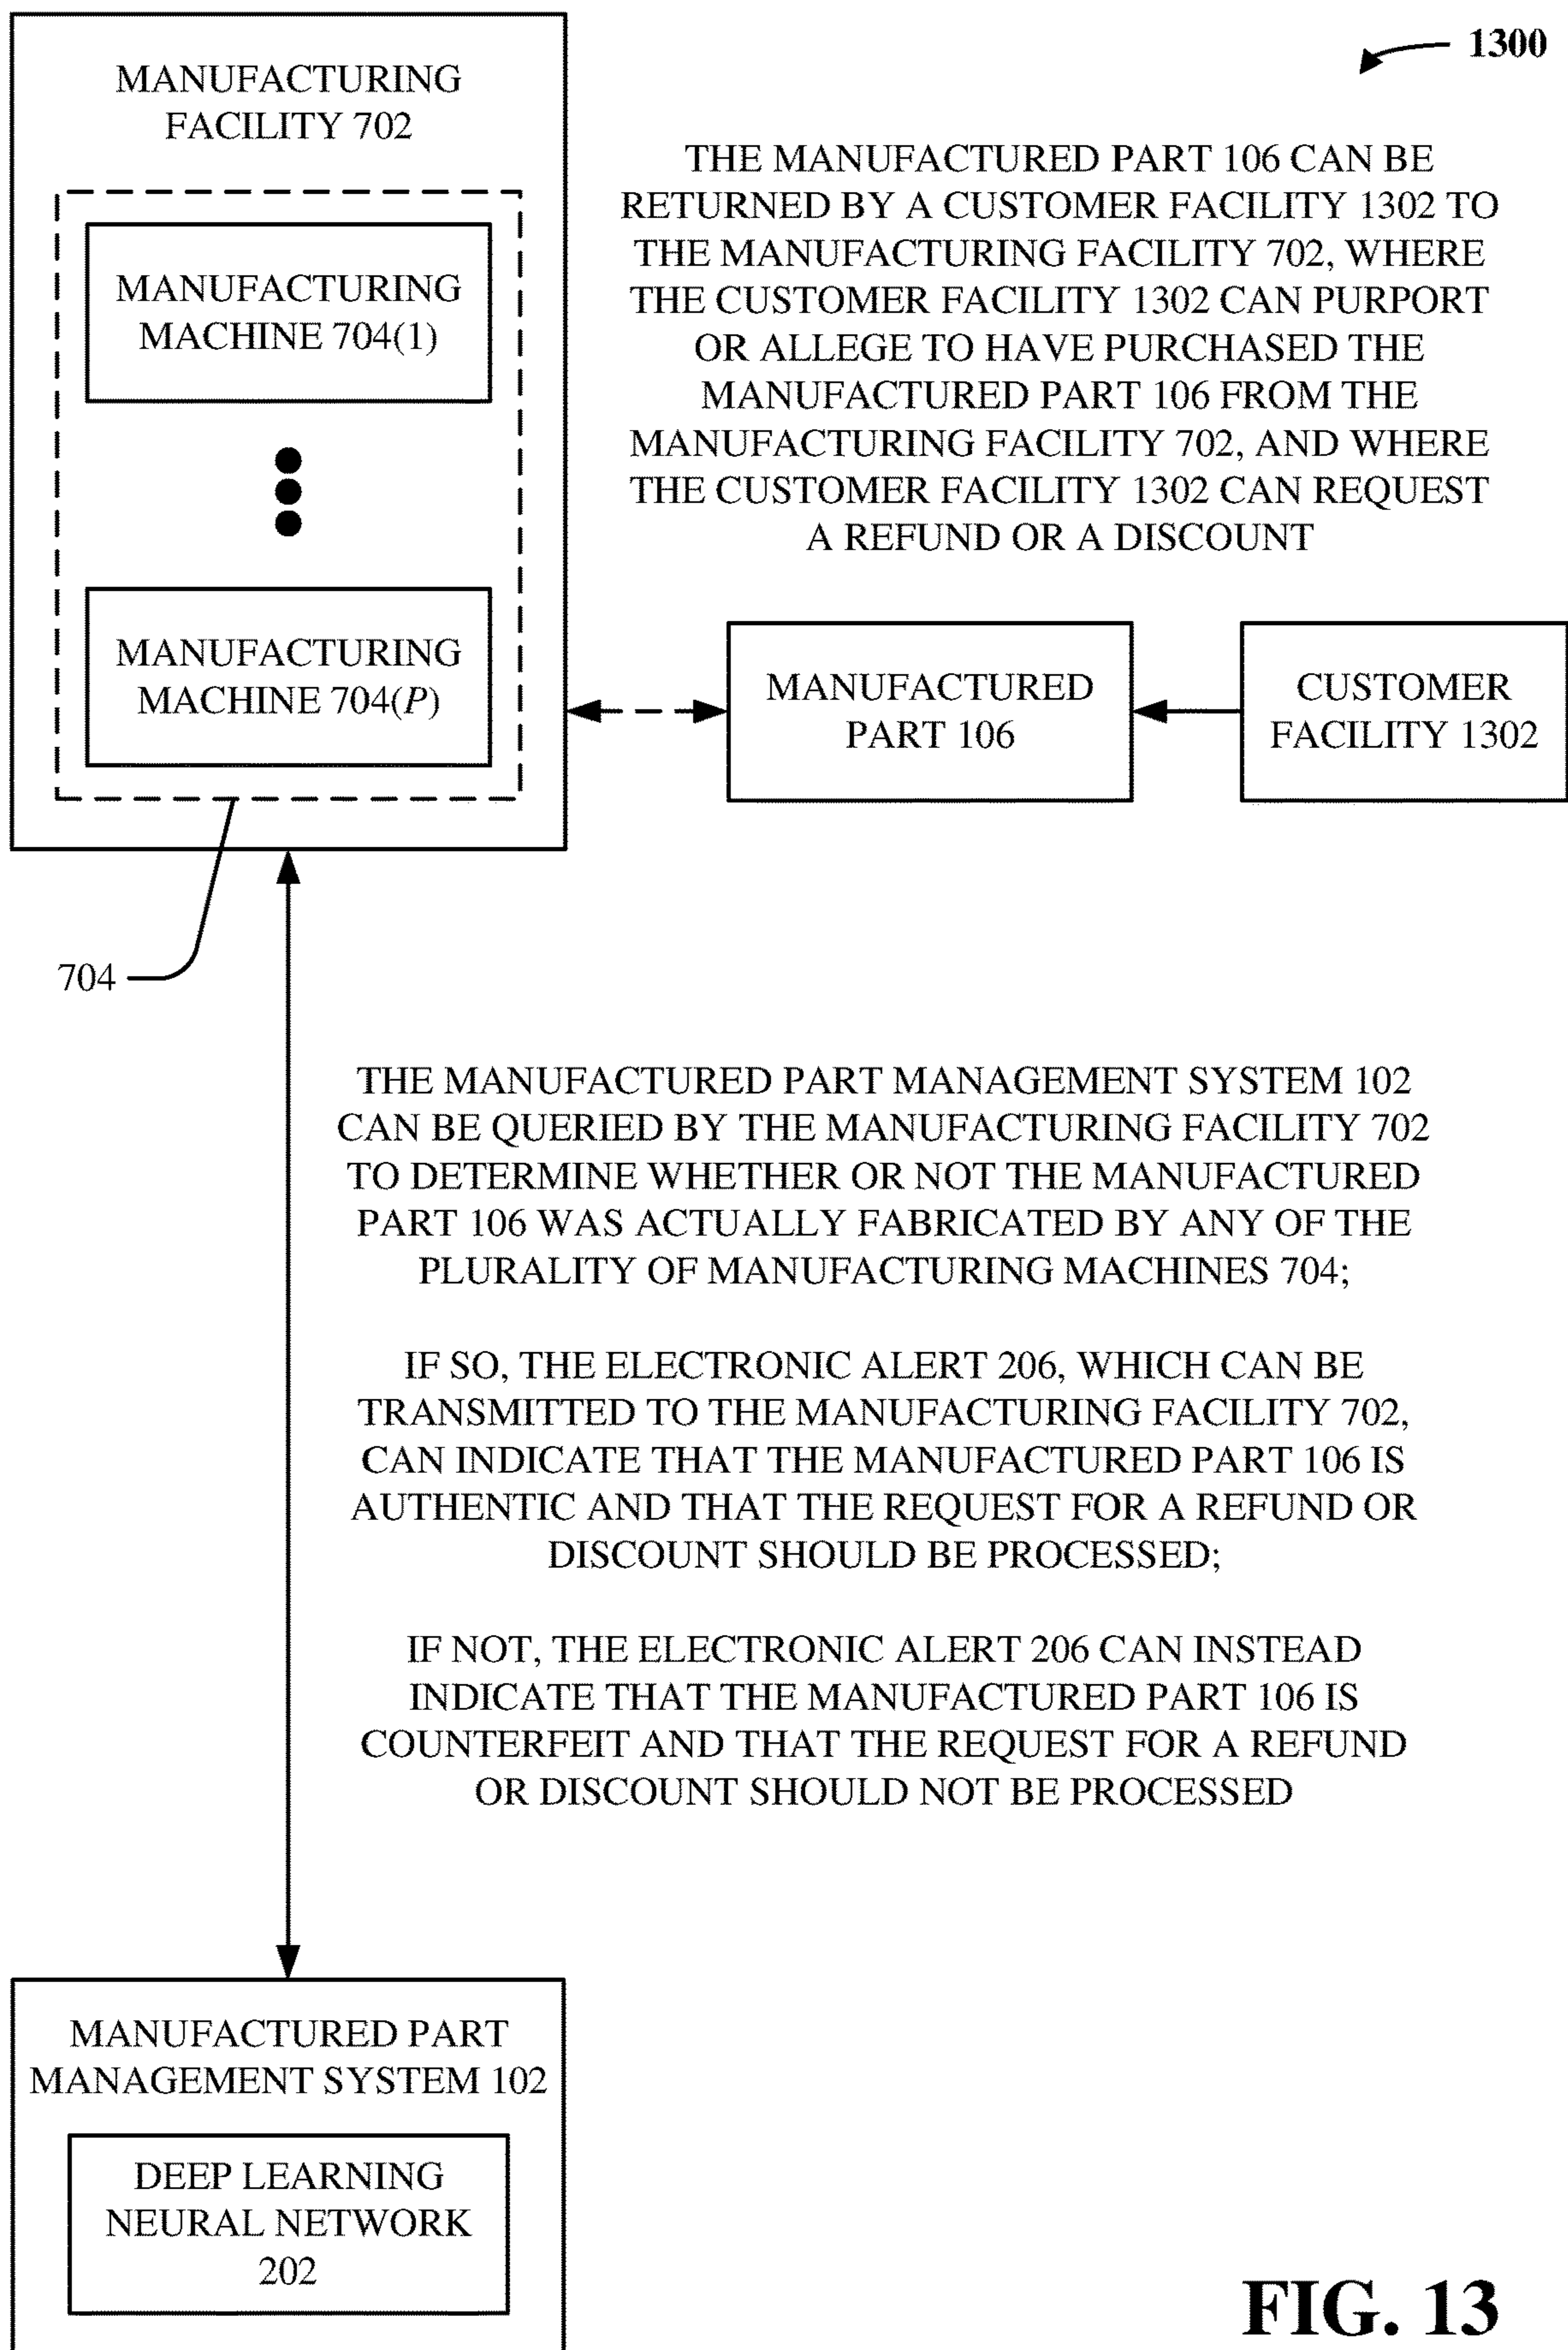 1300
MANUFACTURING
FACILITY 702
MANUFACTURING
MACHINE 704(1)
MANUFACTURING
MACHINE 704(P)
704
THE MANUFACTURED PART 106 CAN BE
RETURNED BY A CUSTOMER FACILITY 1302 TO
THE MANUFACTURING FACILITY 702, WHERE
THE CUSTOMER FACILITY 1302 CAN PURPORT
OR ALLEGE TO HAVE PURCHASED THE
MANUFACTURED PART 106 FROM THE
MANUFACTURING FACILITY 702, AND WHERE
THE CUSTOMER FACILITY 1302 CAN REQUEST
A REFUND OR A DISCOUNT
MANUFACTURED
PART 106
CUSTOMER
FACILITY 1302
THE MANUFACTURED PART MANAGEMENT SYSTEM 102
CAN BE QUERIED BY THE MANUFACTURING FACILITY 702
TO DETERMINE WHETHER OR NOT THE MANUFACTURED
PART 106 WAS ACTUALLY FABRICATED BY ANY OF THE
PLURALITY OF MANUFACTURING MACHINES 704;
IF SO, THE ELECTRONIC ALERT 206, WHICH CAN BE
TRANSMITTED TO THE MANUFACTURING FACILITY 702,
CAN INDICATE THAT THE MANUFACTURED PART 106 IS
AUTHENTIC AND THAT THE REQUEST FOR A REFUND OR
DISCOUNT SHOULD BE PROCESSED;
IF NOT, THE ELECTRONIC ALERT 206 CAN INSTEAD
INDICATE THAT THE MANUFACTURED PART 106 IS
COUNTERFEIT AND THAT THE REQUEST FOR A REFUND
OR DISCOUNT SHOULD NOT BE PROCESSED
MANUFACTURED PART
MANAGEMENT SYSTEM 102
DEEP LEARNING
NEURAL NETWORK
202
FIG. 13